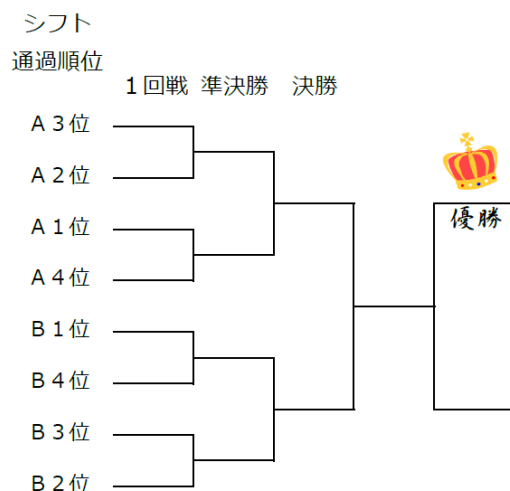 シフト
通過順位
1回戦 準決勝 決勝
A3位
A2位
A1位
優勝
A4位
B1位
B4位
B3位
B2位